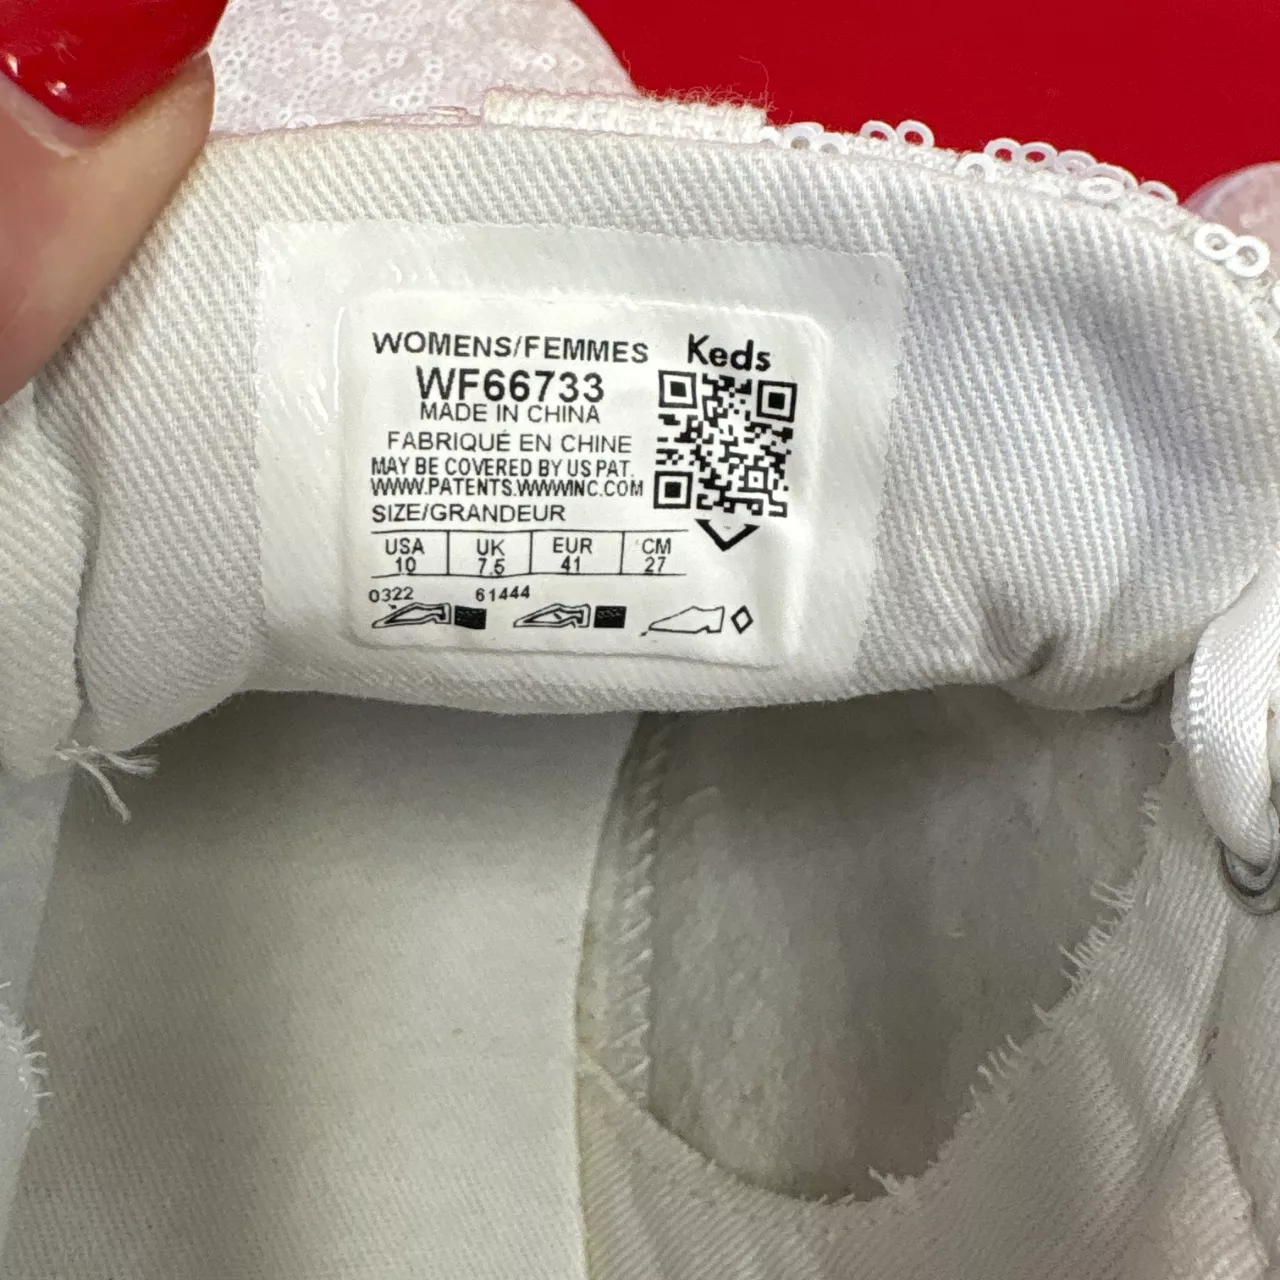 WOMENS/FEMMES
Keds
WF66733
MADE IN CHINA
FABRIQUÉ EN CHINE
MAY BE COVERED BY US PAT.
WWW.PATENTS.WWWINC.COM
SIZE/GRANDEUR
USA UK EUR CM
10 7.5 41 27
0322 61444